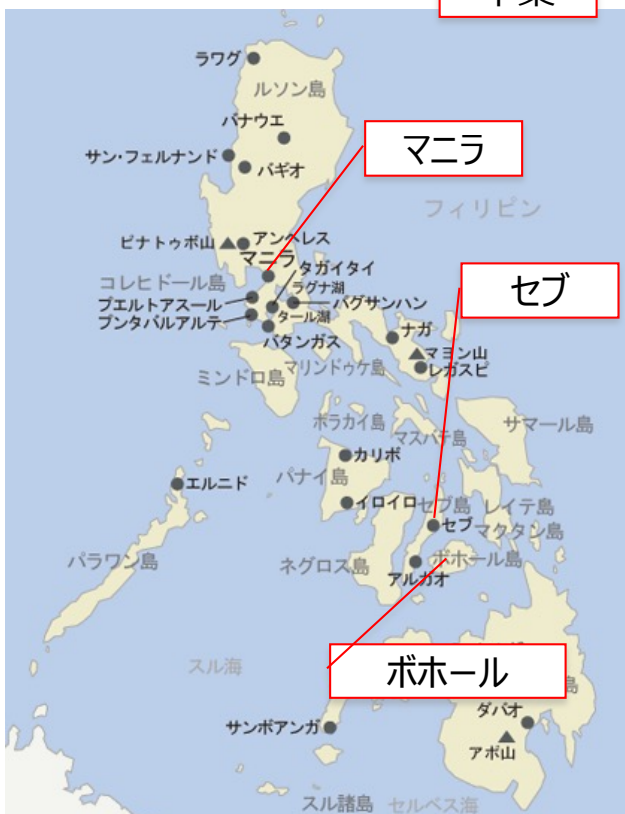 ラワグ
ルソン島
バナウエ
サン・フェルナンド
バギオ
マニラ
フィリピン
ピナトゥボ山
アンヘレス
マニラ
タガイタイ
コレヒドール島
ラグナ湖
セブ
プエルトアスール
パグサンハン
プンタバルアルテ
タール湖
ナガ
バタンガス
マヨン山
レガスピ
マリンドゥケ島
ミンドロ島
ボラカイ島
マスバテ島
サマール島
カリボ
パナイ島
エルニド
イロイロ
セブ島
レイテ島
セブ
マクタン島
パラワン島
ネグロス島
ボホール島
アルガオ
スル海
ボホール
島
ダバオ
サンボアンガ
アポ山
スル諸島
セルベス海